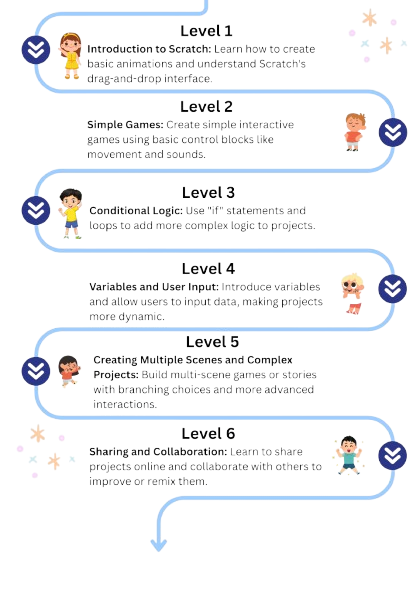 Level 1
Introduction to Scratch: Learn how to create
basic animations and understand Scratch's
drag-and-drop interface.
Level 2
Simple Games: Create simple interactive
games using basic control blocks like
movement and sounds.
Level 3
Conditional Logic: Use "if" statements and
loops to add more complex logic to projects.
Level 4
Variables and User Input: Introduce variables
and allow users to input data, making projects
more dynamic.
Level 5
Creating Multiple Scenes and Complex
Projects: Build multi-scene games or stories
with branching choices and more advanced
interactions.
Level 6
Sharing and Collaboration: Learn to share
projects online and collaborate with others to
improve or remix them.